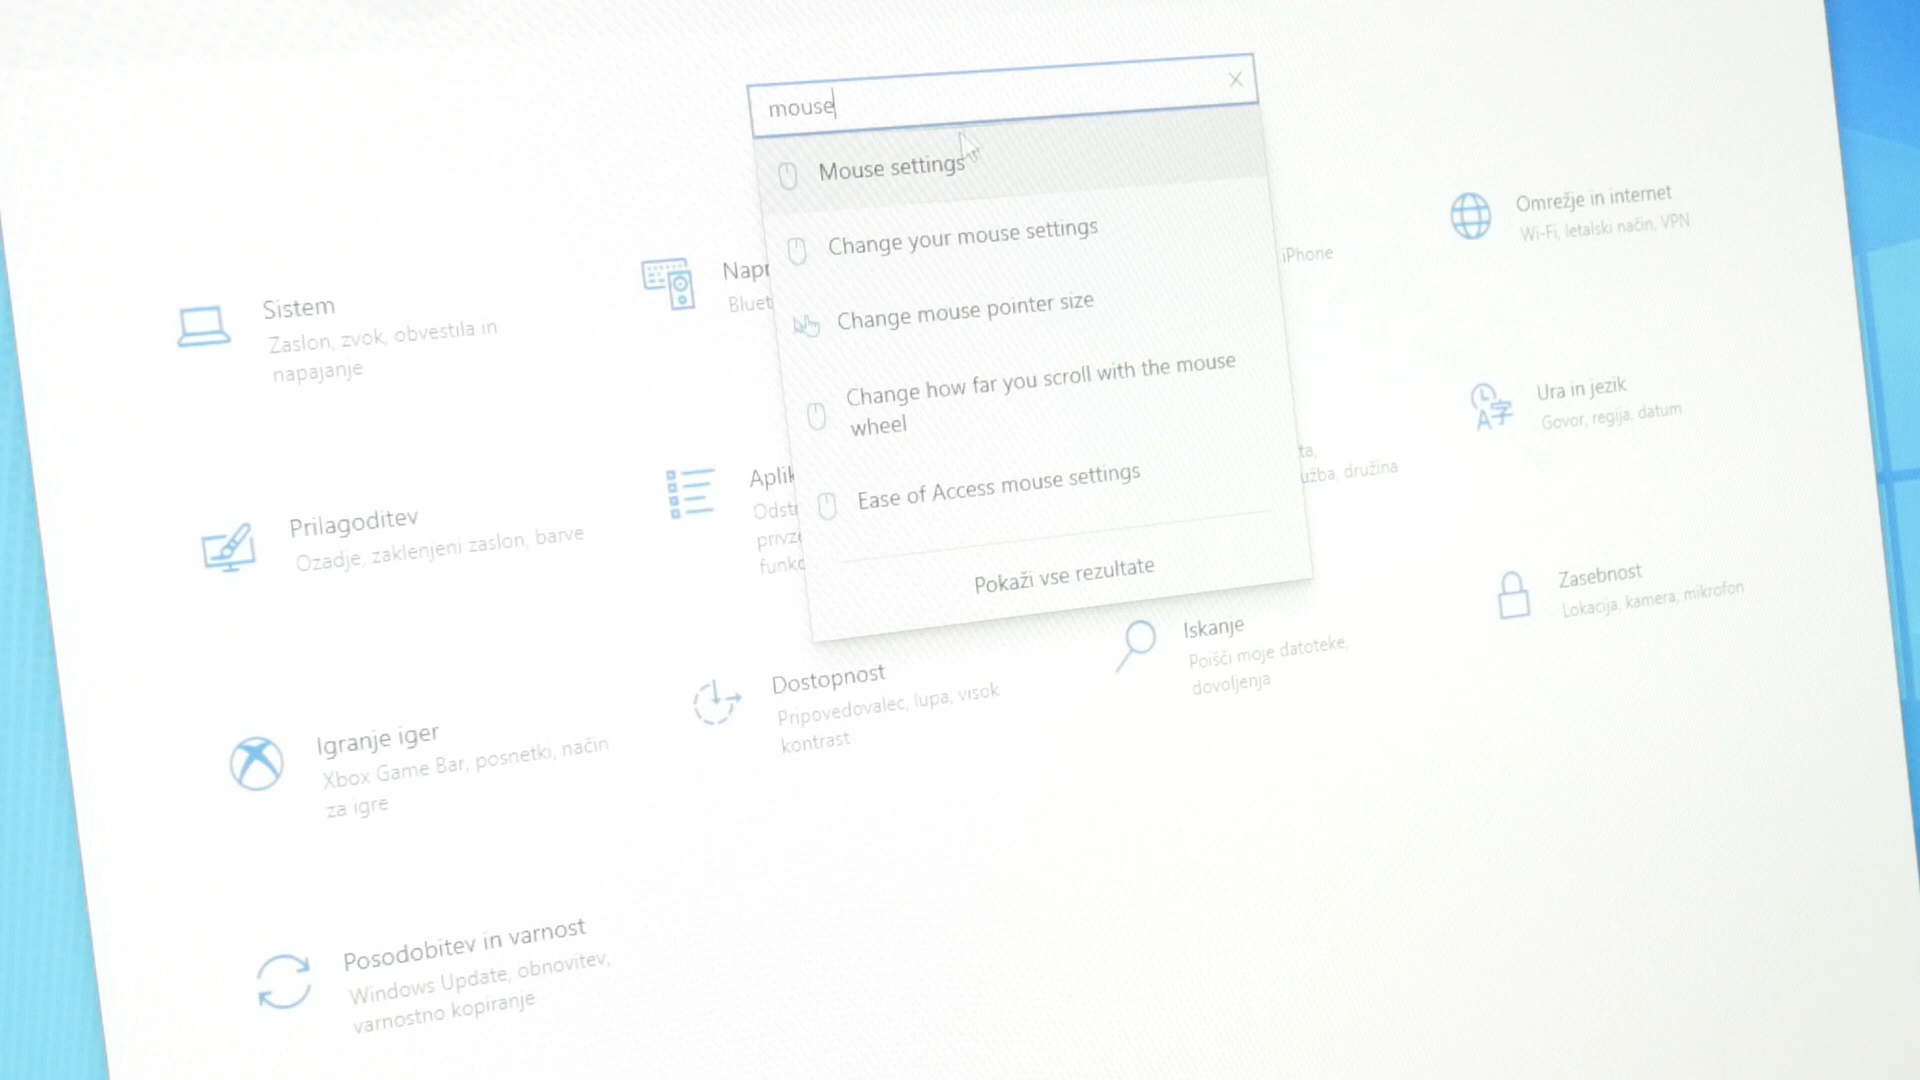 mouse
Mouse settings
Change your mouse settings
Change mouse pointer size
Change how far you scroll with the mouse
wheel
Ease of Access mouse settings
Pokaži vse rezultate
Sistem
Zaslon, zvok, obvestila in
napajanje
iPhone
Omrežje in internet
Wi-Fi, letalski način, VPN
Prilagoditev
Ozadje, zaklenjeni zaslon, barve
družina
Ura in jezik
Govor, regija, datum
Igranje iger
Xbox Game Bar, posnetki, način
za igre
Dostopnost
Pripovedovalec, lupa, visok
kontrast
Iskanje
Poišči moje datoteke,
dovoljenja
Zasebnost
Lokacija, kamera, mikrofon
Posodobitev in varnost
Windows Update, obnovitev,
varnostno kopiranje